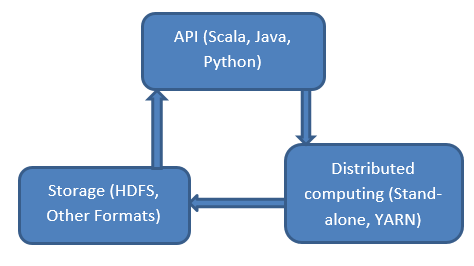 API (Scala, Java,
Python)
Distributed
computing (Stand-
alone, YARN)
Storage (HDFS,
Other Formats)